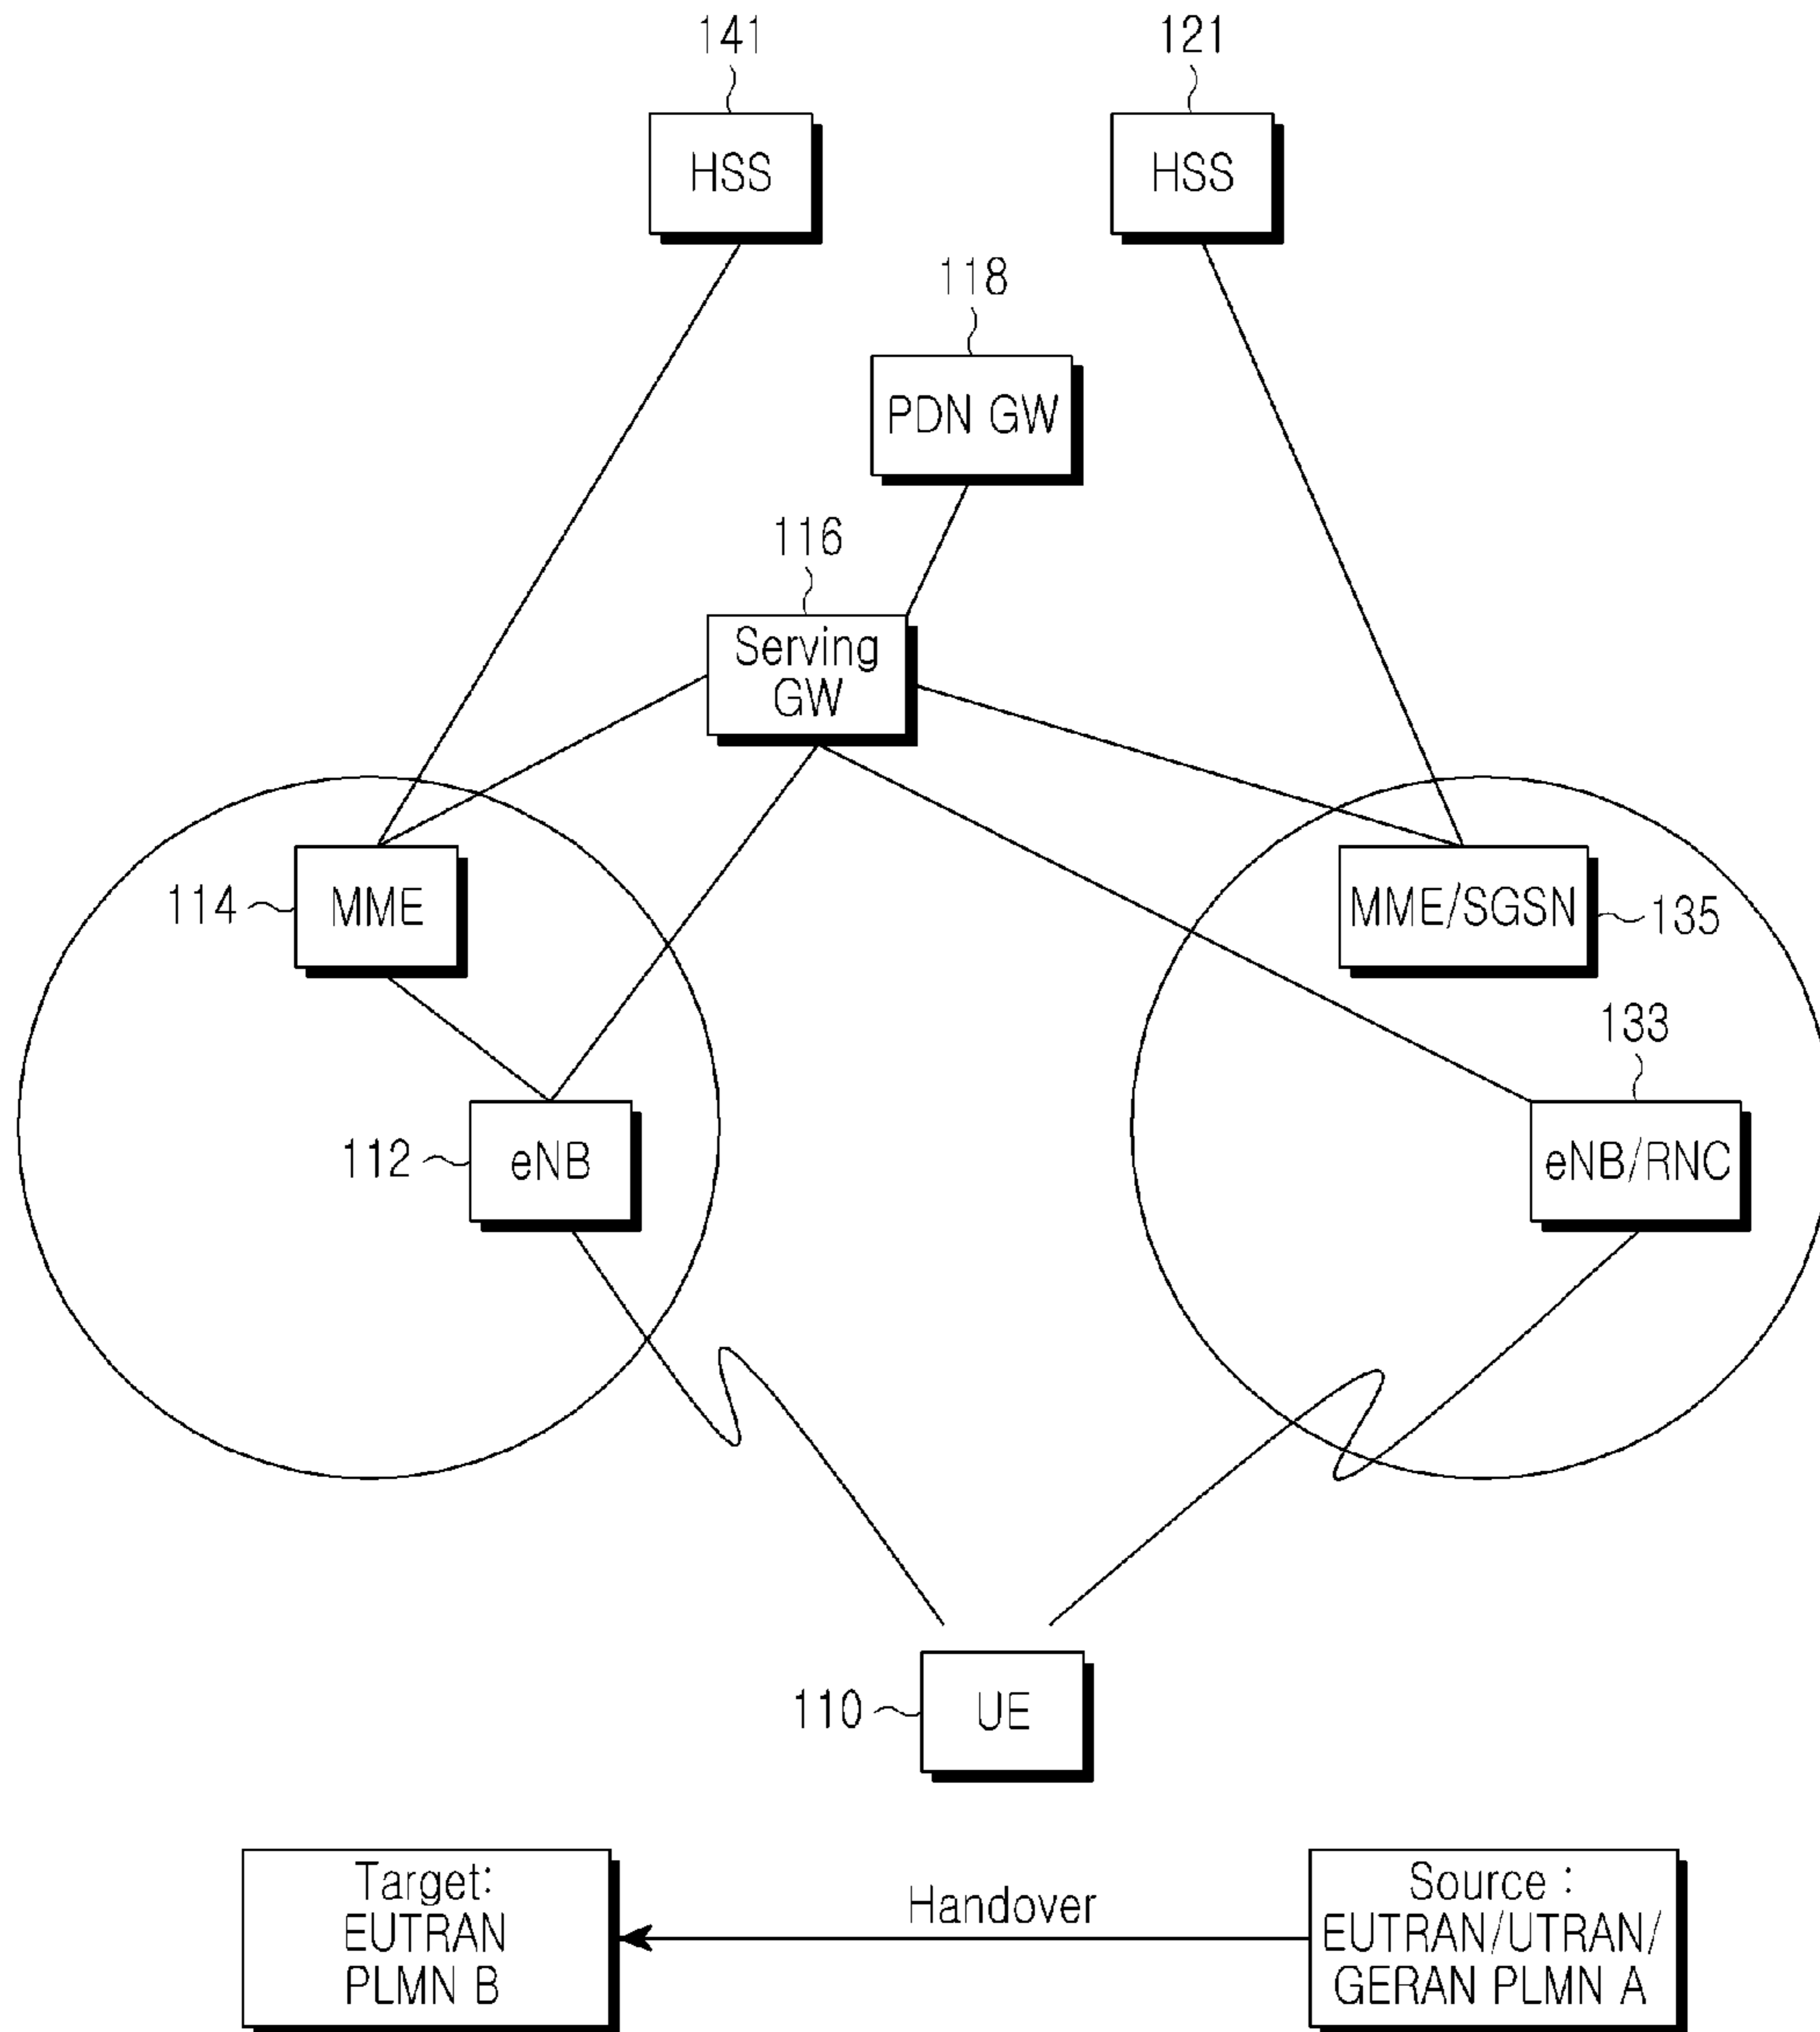 141
121
HSS
HSS
118
PDN GW
116
Serving
GW
114
MME
MME/SGSN
135
133
112
eNB
eNB/RNC
110
UE
Target:
EUTRAN
PLMN B
Handover
Source :
EUTRAN/UTRAN/
GERAN PLMN A